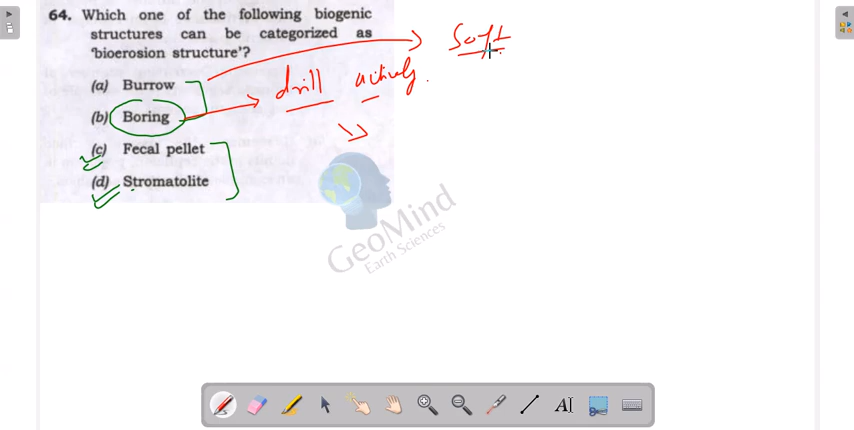 64. Which one of the following biogenic
structures can be categorized as
'bioerosion structure'?
(a) Burrow
(b) Boring
(c) Fecal pellet
(d) Stromatolite
Soft
drill actively.
GeoMind
Earth Sciences
A